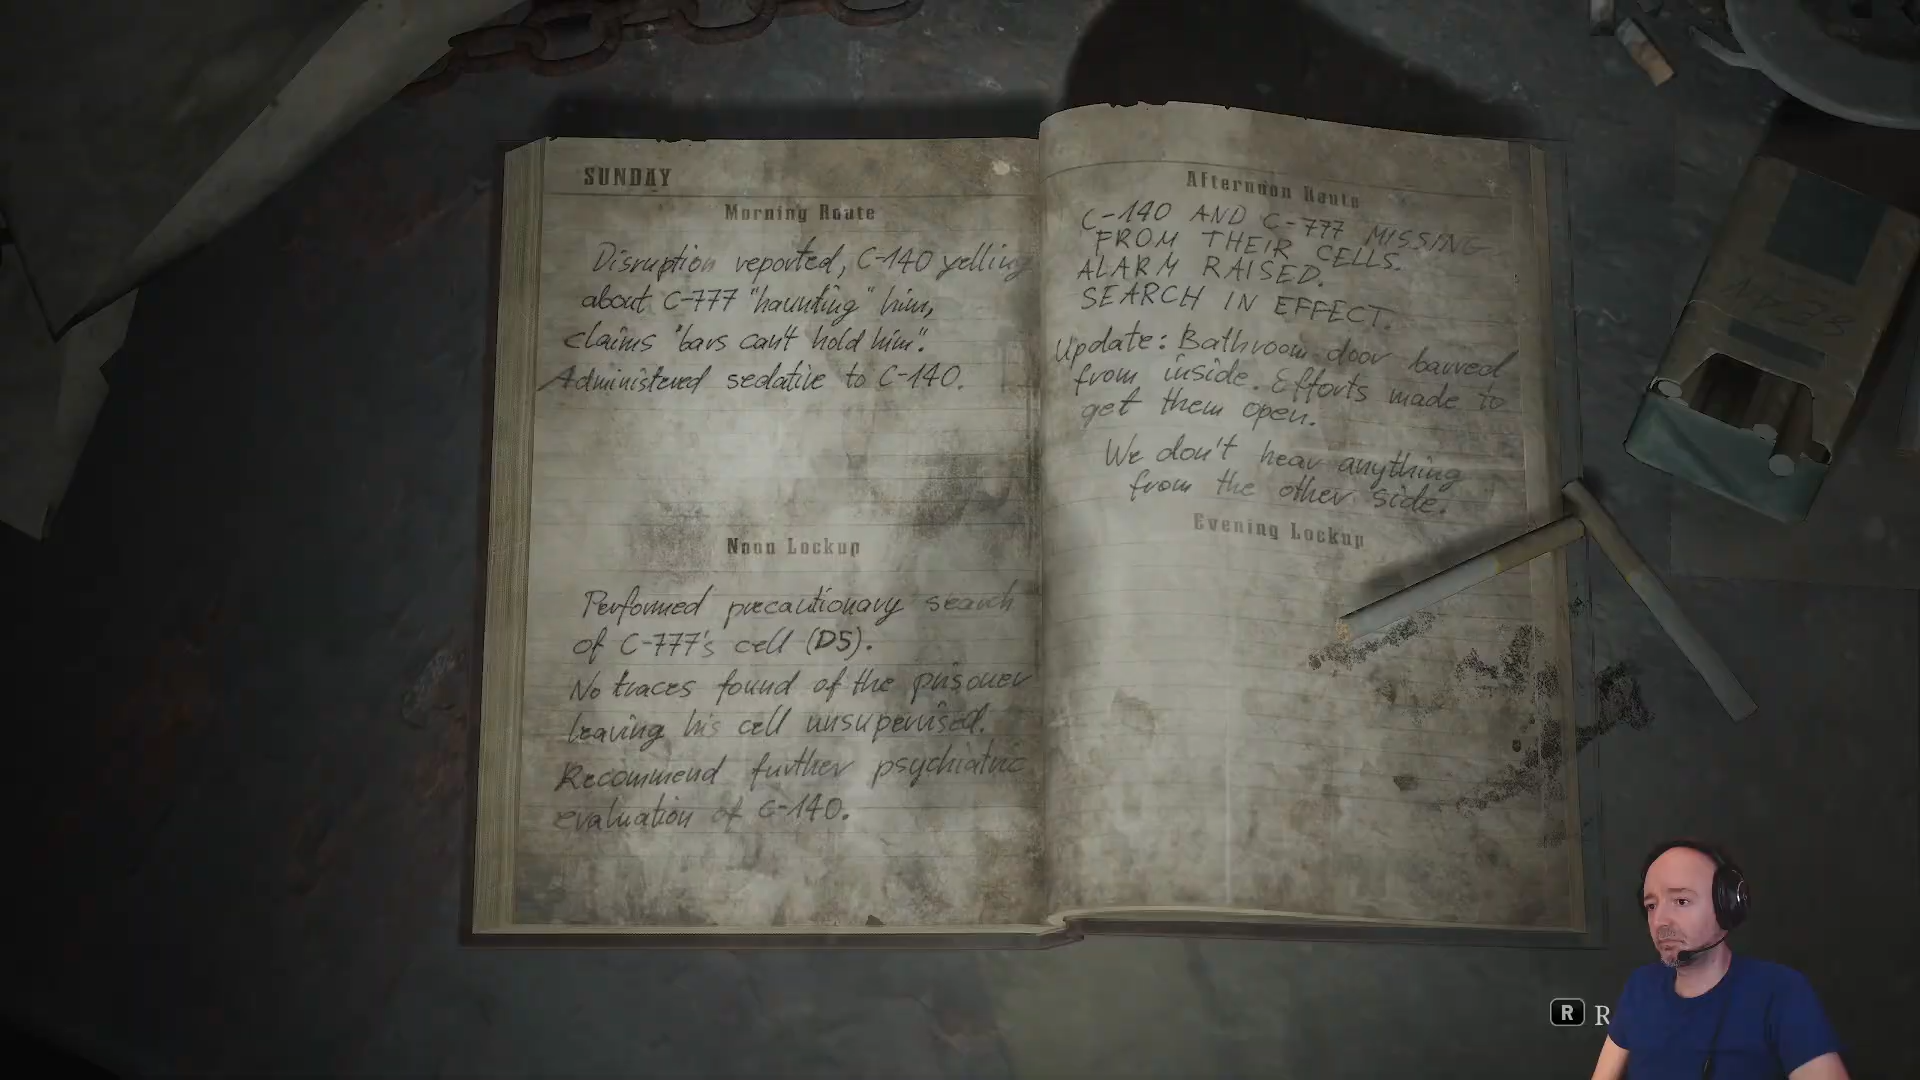 SUNDAY
Morning Route
Disruption reported, C-140 yelling
about C-777 "haunting" him,
claims "bars can't hold him".
Administered sedative to C-140.
Noon Lockup
Performed precautionary search
of C-777's cell (D5).
No traces found of the prisoner
leaving his cell unsupervised.
Recommend further psychiatric
evaluation of C-140.
Afternoon Route
C-140 AND C-777 MISSING
FROM THEIR CELLS.
ALARM RAISED.
SEARCH IN EFFECT.
Update: Bathroom door barred
from inside. Efforts made to
get them open.
We don't hear anything
from the other side.
Evening Lockup
R R